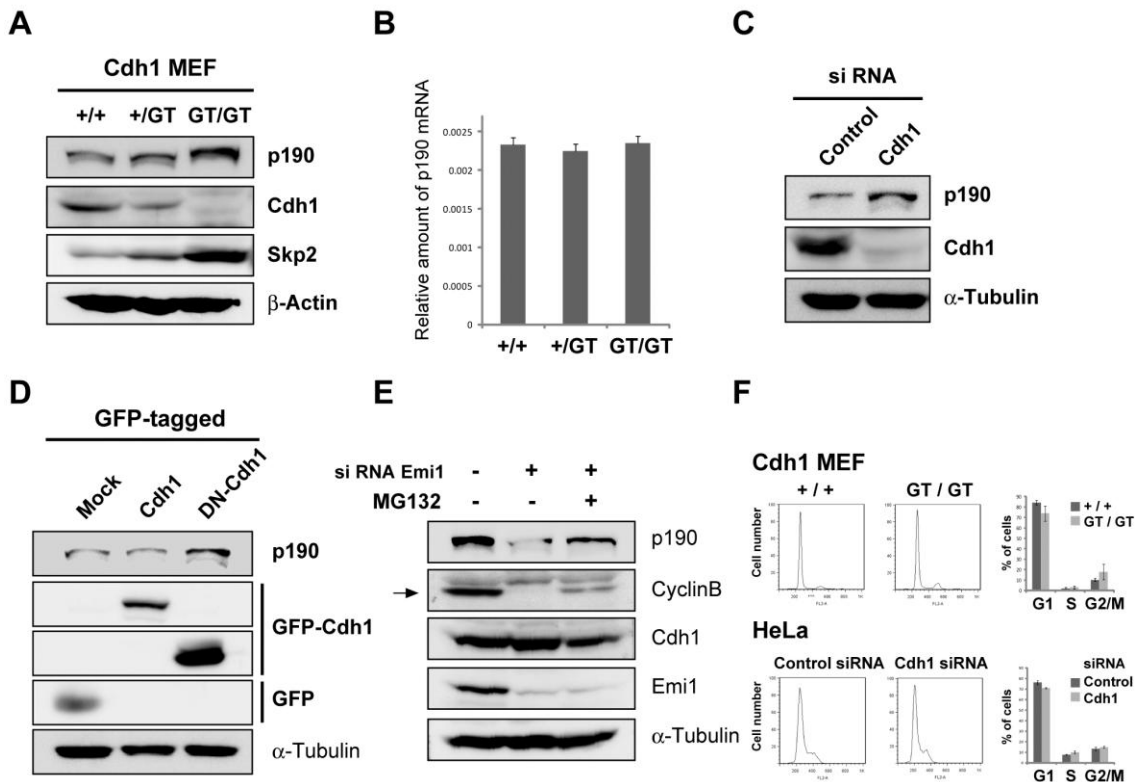 A
Cdh1 MEF
+/+ +/GT GT/GT
p190
Cdh1
Skp2
β-Actin
B
Relative amount of p190 mRNA
0.0025
0.002
0.0015
0.001
0.0005
0
+/+ +/GT GT/GT
C
si RNA
Control Cdh1
p190
Cdh1
α-Tubulin
D
GFP-tagged
Mock Cdh1 DN-Cdh1
p190
GFP-Cdh1
GFP
α-Tubulin
E
si RNA Emi1 - + +
MG132 - - +
p190
CyclinB
Cdh1
Emi1
α-Tubulin
F
Cdh1 MEF
+ / + GT / GT
Cell number
FL2-A
FL2-A
% of cells
+ / +
GT / GT
G1 S G2/M
HeLa
Control siRNA Cdh1 siRNA
Cell number
FL2-A
FL2-A
% of cells
siRNA
Control
Cdh1
G1 S G2/M